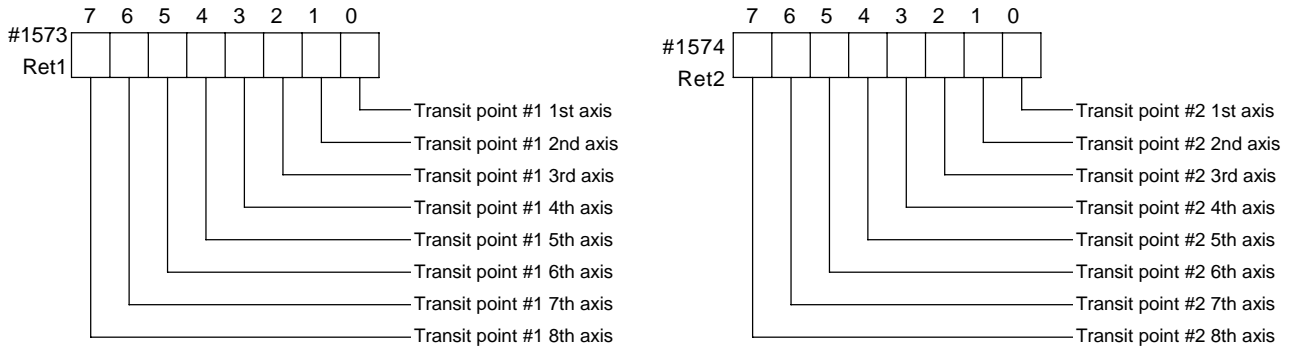 7 6 5 4 3 2 1 0
#1573
Ret1
Transit point #1 1st axis
Transit point #1 2nd axis
Transit point #1 3rd axis
Transit point #1 4th axis
Transit point #1 5th axis
Transit point #1 6th axis
Transit point #1 7th axis
Transit point #1 8th axis
7 6 5 4 3 2 1 0
#1574
Ret2
Transit point #2 1st axis
Transit point #2 2nd axis
Transit point #2 3rd axis
Transit point #2 4th axis
Transit point #2 5th axis
Transit point #2 6th axis
Transit point #2 7th axis
Transit point #2 8th axis